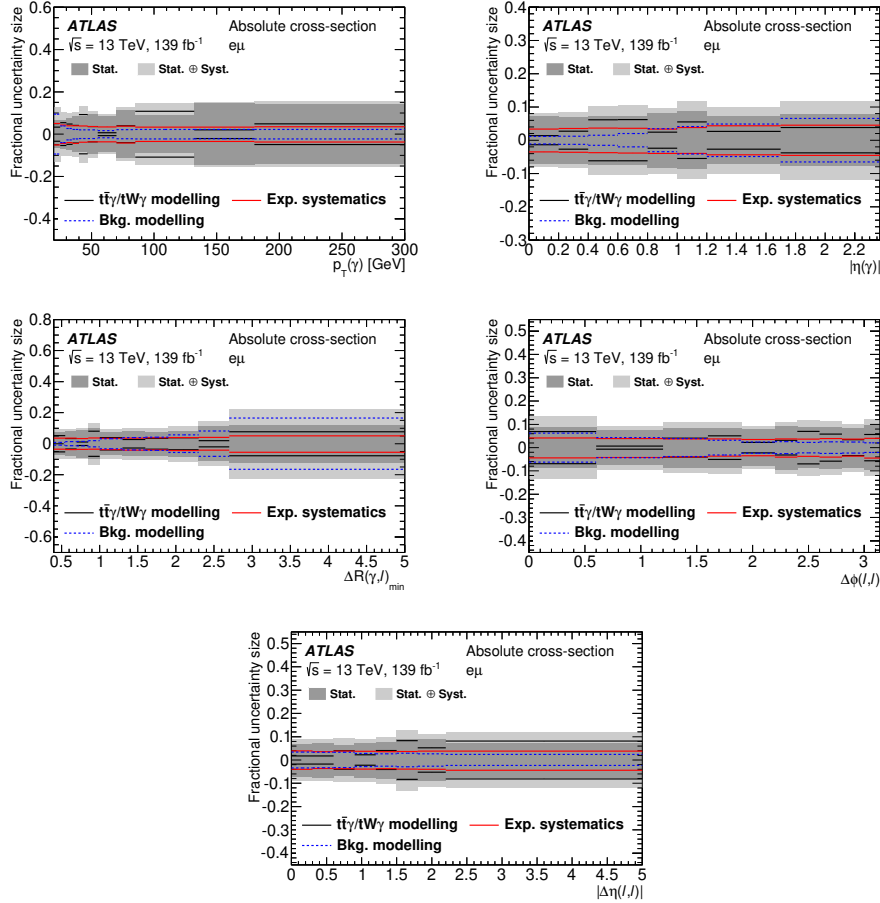 Fractional uncertainty size
0.6
0.4
0.2
0
-0.2
-0.4
ATLAS
Absolute cross-section
√s = 13 TeV, 139 fb⁻¹
eμ
Stat.
Stat. ⊕ Syst.
tt̄γ/tWγ modelling
Exp. systematics
Bkg. modelling
50 100 150 200 250 300
p_T(γ) [GeV]
Fractional uncertainty size
0.4
0.3
0.2
0.1
0
-0.1
-0.2
-0.3
ATLAS
Absolute cross-section
√s = 13 TeV, 139 fb⁻¹
eμ
Stat.
Stat. ⊕ Syst.
tt̄γ/tWγ modelling
Exp. systematics
Bkg. modelling
0 0.2 0.4 0.6 0.8 1 1.2 1.4 1.6 1.8 2 2.2
|η(γ)|
Fractional uncertainty size
0.8
0.6
0.4
0.2
0
-0.2
-0.4
-0.6
ATLAS
Absolute cross-section
√s = 13 TeV, 139 fb⁻¹
eμ
Stat.
Stat. ⊕ Syst.
tt̄γ/tWγ modelling
Exp. systematics
Bkg. modelling
0.5 1 1.5 2 2.5 3 3.5 4 4.5 5
ΔR(γ,l)_min
Fractional uncertainty size
0.5
0.4
0.3
0.2
0.1
0
-0.1
-0.2
-0.3
-0.4
ATLAS
Absolute cross-section
√s = 13 TeV, 139 fb⁻¹
eμ
Stat.
Stat. ⊕ Syst.
tt̄γ/tWγ modelling
Exp. systematics
Bkg. modelling
0 0.5 1 1.5 2 2.5 3
Δϕ(l,l)
Fractional uncertainty size
0.5
0.4
0.3
0.2
0.1
0
-0.1
-0.2
-0.3
-0.4
ATLAS
Absolute cross-section
√s = 13 TeV, 139 fb⁻¹
eμ
Stat.
Stat. ⊕ Syst.
tt̄γ/tWγ modelling
Exp. systematics
Bkg. modelling
0 0.5 1 1.5 2 2.5 3 3.5 4 4.5 5
|Δη(l,l)|